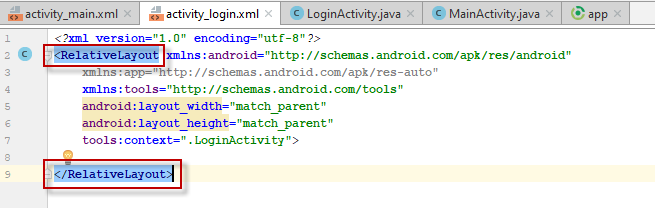 activity_main.xml × activity_login.xml × LoginActivity.java × MainActivity.java × app ×
1 <?xml version="1.0" encoding="utf-8"?>
2 C <RelativeLayout xmlns:android="http://schemas.android.com/apk/res/android"
3 xmlns:app="http://schemas.android.com/apk/res-auto"
4 xmlns:tools="http://schemas.android.com/tools"
5 android:layout_width="match_parent"
6 android:layout_height="match_parent"
7 tools:context=".LoginActivity">
8
9 </RelativeLayout>